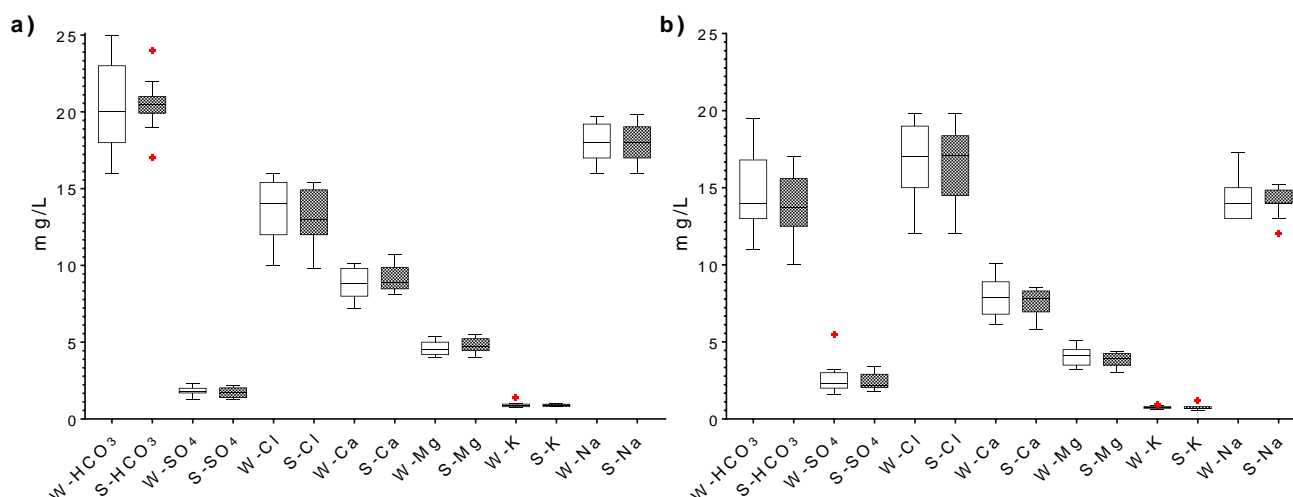 a)
25
20
15
10
5
0
mg/L
W-HCO3
S-HCO3
W-SO4
S-SO4
W-Cl
S-Cl
W-Ca
S-Ca
W-Mg
S-Mg
W-K
S-K
W-Na
S-Na
b)
25
20
15
10
5
0
mg/L
W-HCO3
S-HCO3
W-SO4
S-SO4
W-Cl
S-Cl
W-Ca
S-Ca
W-Mg
S-Mg
W-K
S-K
W-Na
S-Na